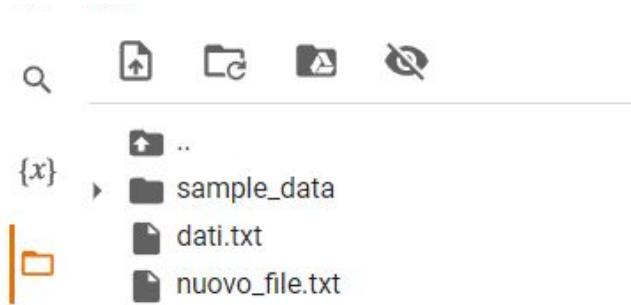 ..
{x}
sample_data
dati.txt
nuovo_file.txt